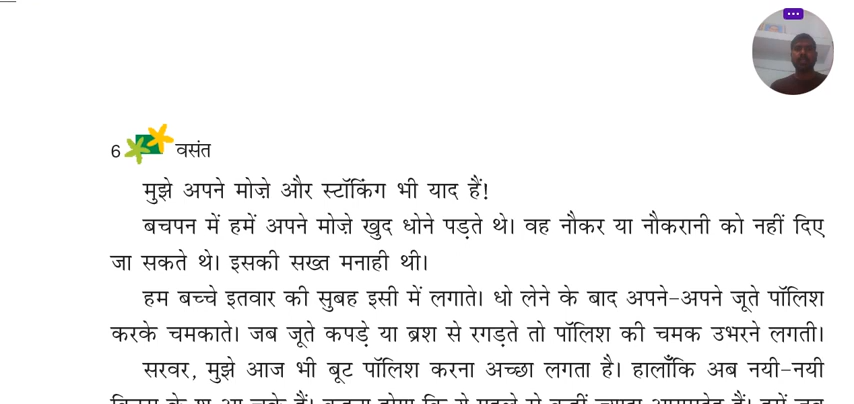 6 वसंत
मुझे अपने मोज़े और स्टॉकिंग भी याद हैं!
बचपन में हमें अपने मोज़े खुद धोने पड़ते थे। वह नौकर या नौकरानी को नहीं दिए
जा सकते थे। इसकी सख्त मनाही थी।
हम बच्चे इतवार की सुबह इसी में लगाते। धो लेने के बाद अपने-अपने जूते पॉलिश
करके चमकाते। जब जूते कपड़े या ब्रश से रगड़ते तो पॉलिश की चमक उभरने लगती।
सरवर, मुझे आज भी बूट पॉलिश करना अच्छा लगता है। हालाँकि अब नयी-नयी